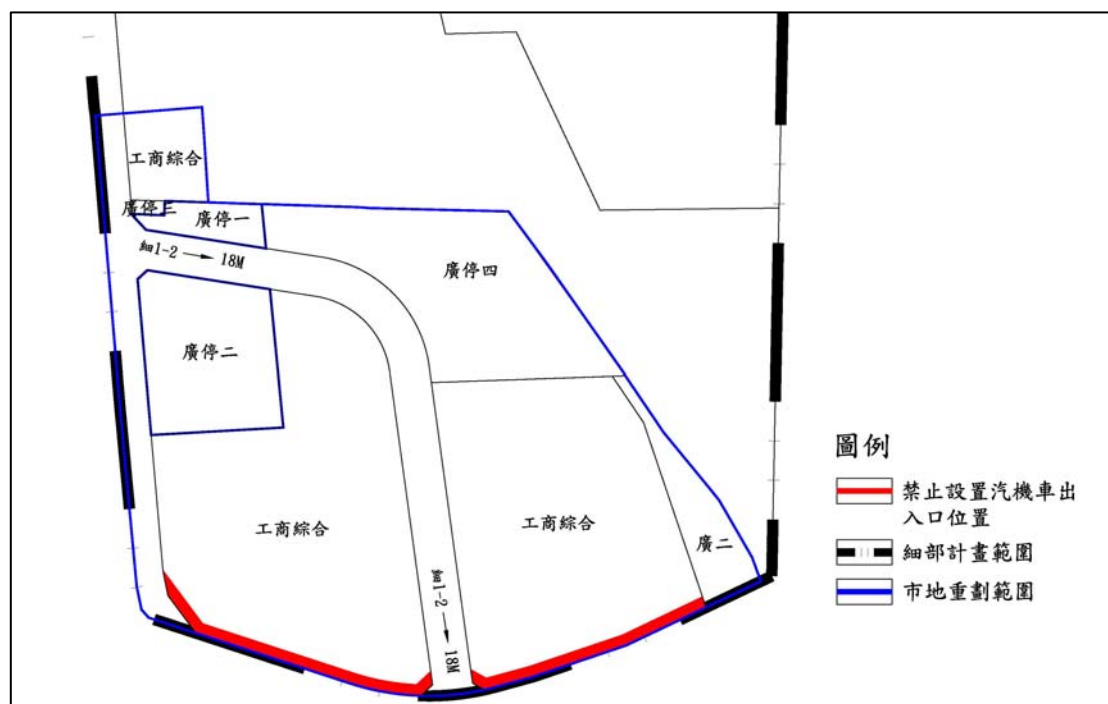 工商綜合
廣停三
廣停一
細1-2 → 18M
廣停四
廣停二
工商綜合
工商綜合
廣二
細1-2 → 18M
圖例
禁止設置汽機車出
入口位置
細部計畫範圍
市地重劃範圍